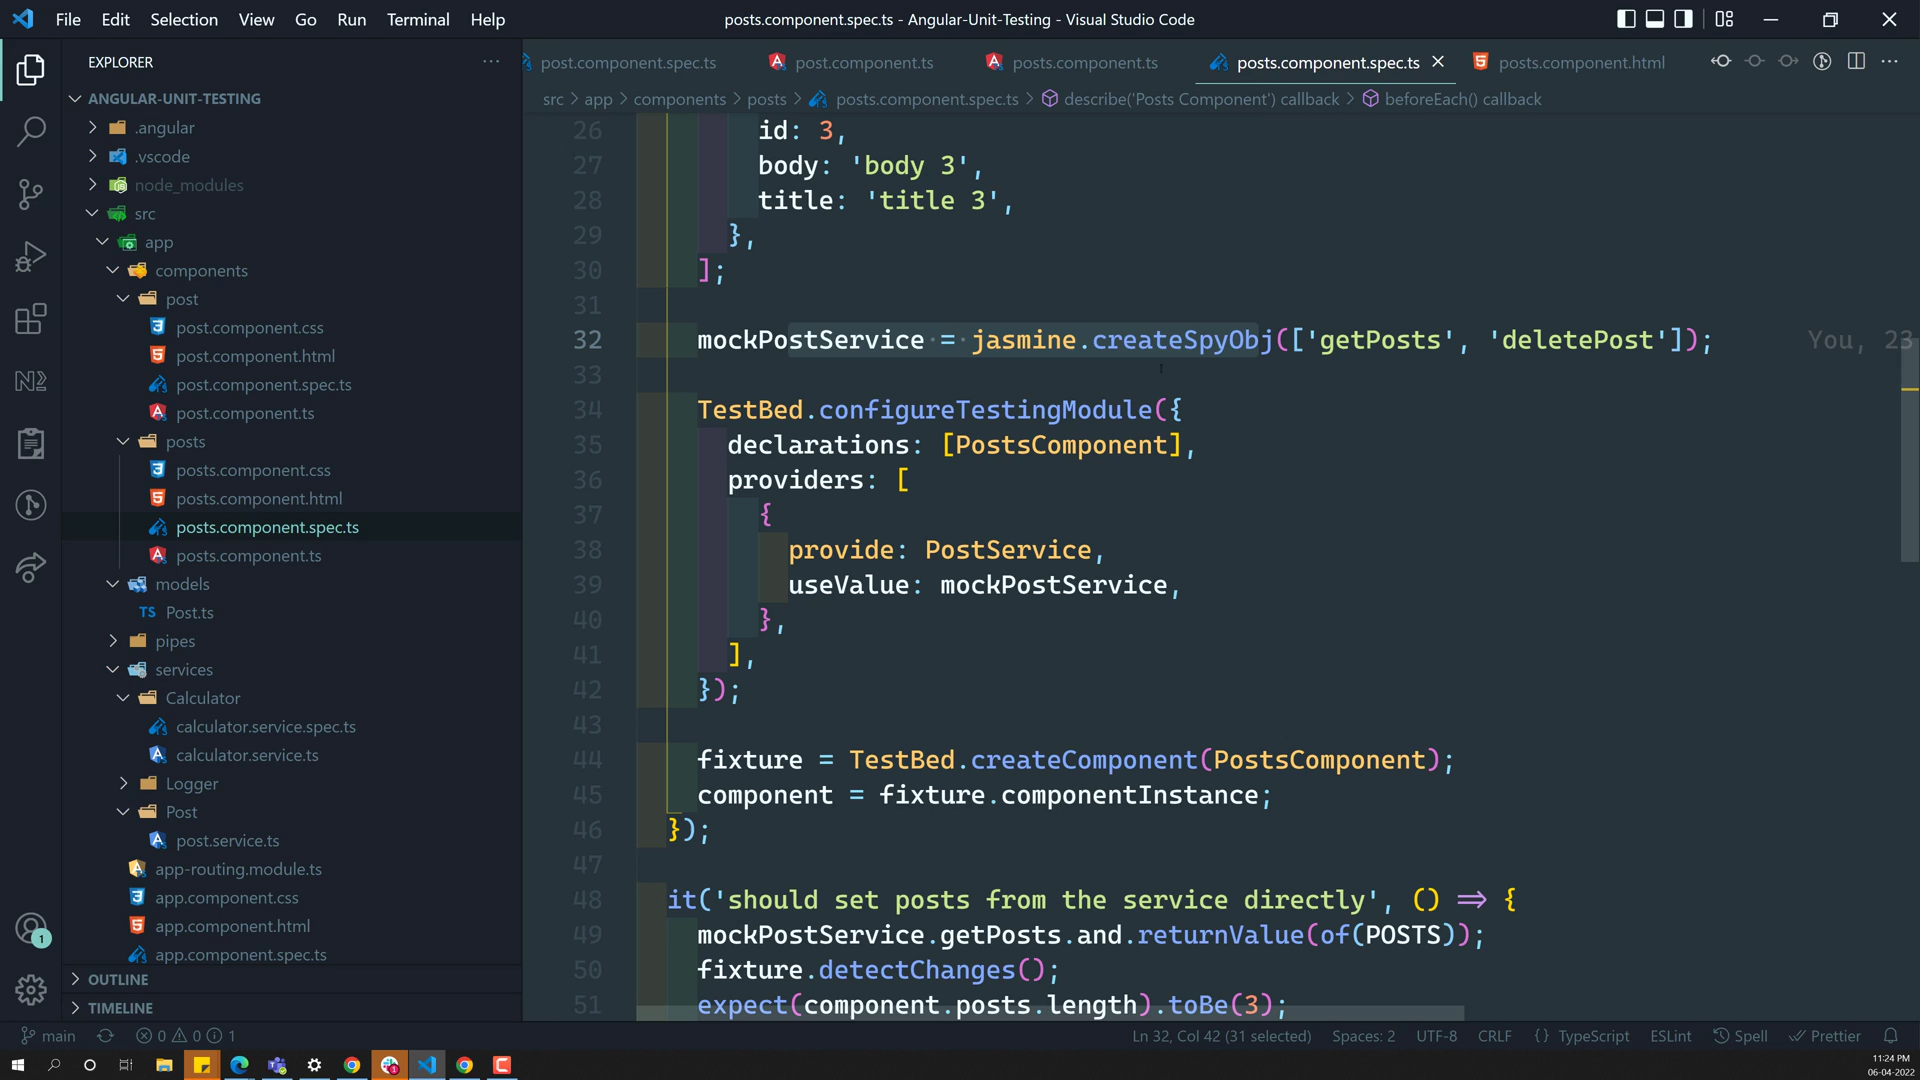 File Edit Selection View Go Run Terminal Help
posts.component.spec.ts - Angular-Unit-Testing - Visual Studio Code
EXPLORER
ANGULAR-UNIT-TESTING
.angular
.vscode
node_modules
src
app
components
post
post.component.css
post.component.html
post.component.spec.ts
post.component.ts
posts
posts.component.css
posts.component.html
posts.component.spec.ts
posts.component.ts
models
TS Post.ts
pipes
services
Calculator
calculator.service.spec.ts
calculator.service.ts
Logger
Post
post.service.ts
app-routing.module.ts
app.component.css
app.component.html
app.component.spec.ts
OUTLINE
TIMELINE
post.component.spec.ts post.component.ts posts.component.ts posts.component.spec.ts posts.component.html
src > app > components > posts > posts.component.spec.ts > describe('Posts Component') callback > beforeEach() callback
26 id: 3,
27 body: 'body 3',
28 title: 'title 3',
29 },
30 ];
31
32 mockPostService = jasmine.createSpyObj(['getPosts', 'deletePost']); You, 23
33
34 TestBed.configureTestingModule({
35 declarations: [PostsComponent],
36 providers: [
37 {
38 provide: PostService,
39 useValue: mockPostService,
40 },
41 ],
42 });
43
44 fixture = TestBed.createComponent(PostsComponent);
45 component = fixture.componentInstance;
46 });
47
48 it('should set posts from the service directly', () => {
49 mockPostService.getPosts.and.returnValue(of(POSTS));
50 fixture.detectChanges();
51 expect(component.posts.length).toBe(3);
1
main 0 0 1 Ln 32, Col 42 (31 selected) Spaces: 2 UTF-8 CRLF {} TypeScript ESLint Spell Prettier
11:24 PM
06-04-2022